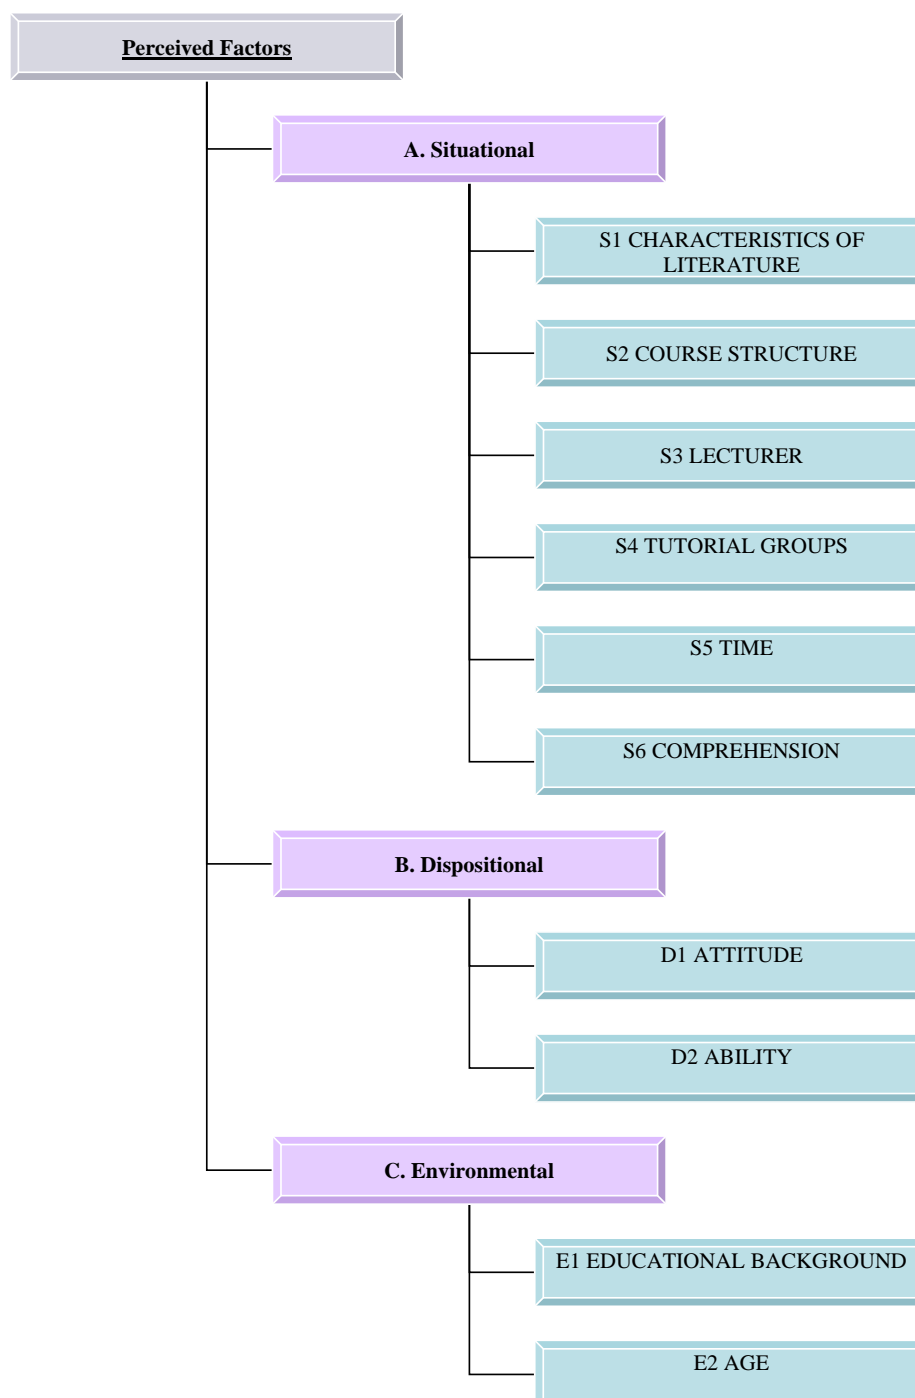 Perceived Factors
A. Situational
S1 CHARACTERISTICS OF
LITERATURE
S2 COURSE STRUCTURE
S3 LECTURER
S4 TUTORIAL GROUPS
S5 TIME
S6 COMPREHENSION
B. Dispositional
D1 ATTITUDE
D2 ABILITY
C. Environmental
E1 EDUCATIONAL BACKGROUND
E2 AGE